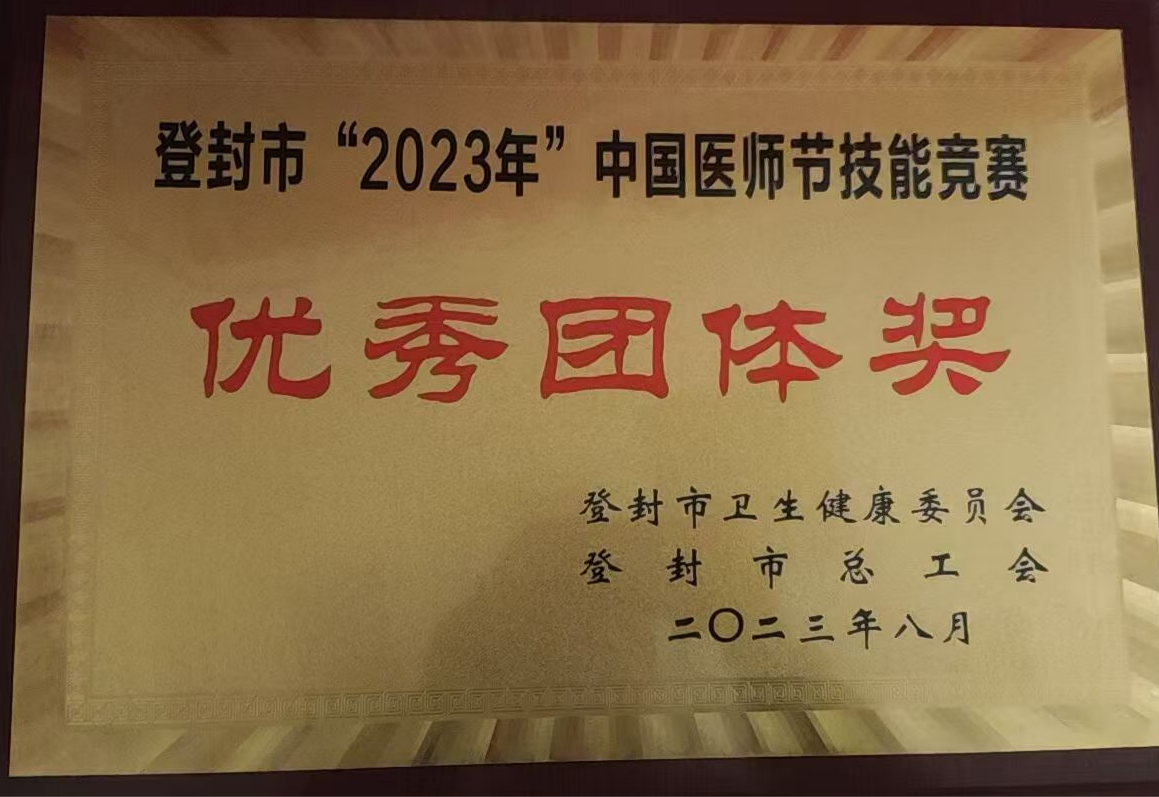 登封市“2023年”中国医师节技能竞赛
优秀团体奖
登封市卫生健康委员会
登封市总工会
二〇二三年八月